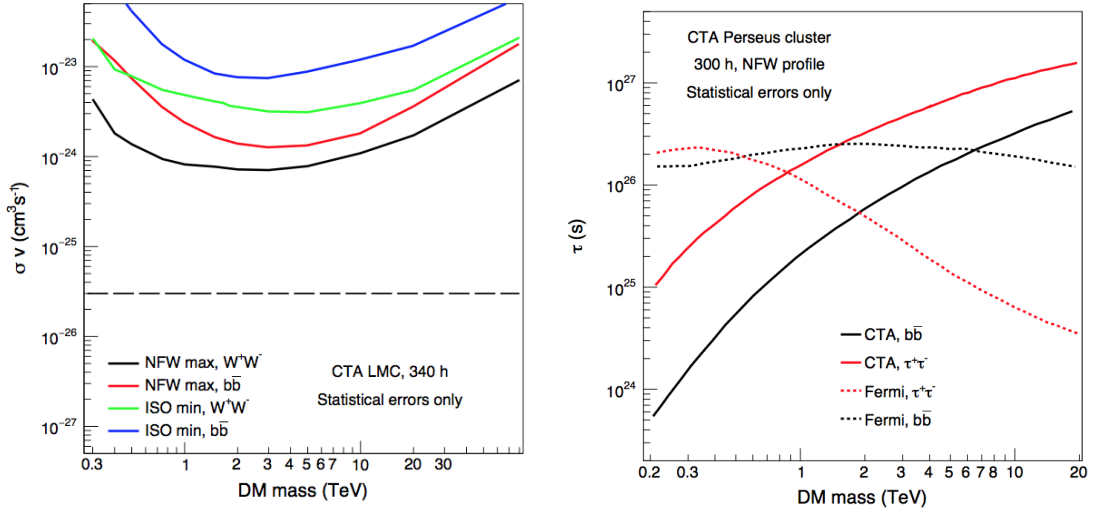 σ v (cm³s⁻¹)
10⁻²³
10⁻²⁴
10⁻²⁵
10⁻²⁶
10⁻²⁷
NFW max, W⁺W⁻
NFW max, bb̅
ISO min, W⁺W⁻
ISO min, bb̅
CTA LMC, 340 h
Statistical errors only
0.3 1 2 3 4 5 6 7 10 20 30
DM mass (TeV)
τ (s)
10²⁷
10²⁶
10²⁵
10²⁴
CTA Perseus cluster
300 h, NFW profile
Statistical errors only
CTA, bb̅
CTA, τ⁺τ⁻
Fermi, τ⁺τ⁻
Fermi, bb̅
0.2 0.3 1 2 3 4 5 6 7 8 10 20
DM mass (TeV)